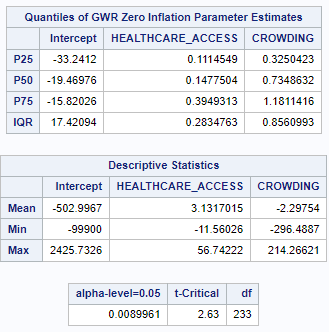 Quantiles of GWR Zero Inflation Parameter Estimates
Intercept HEALTHCARE_ACCESS CROWDING
P25 -33.2412 0.1114549 0.3250423
P50 -19.46976 0.1477504 0.7348632
P75 -15.82026 0.3949313 1.1811416
IQR 17.42094 0.2834763 0.8560993
Descriptive Statistics
Intercept HEALTHCARE_ACCESS CROWDING
Mean -502.9967 3.1317015 -2.29754
Min -99900 -11.56026 -296.4887
Max 2425.7326 56.74222 214.26621
alpha-level=0.05 t-Critical df
0.0089961 2.63 233